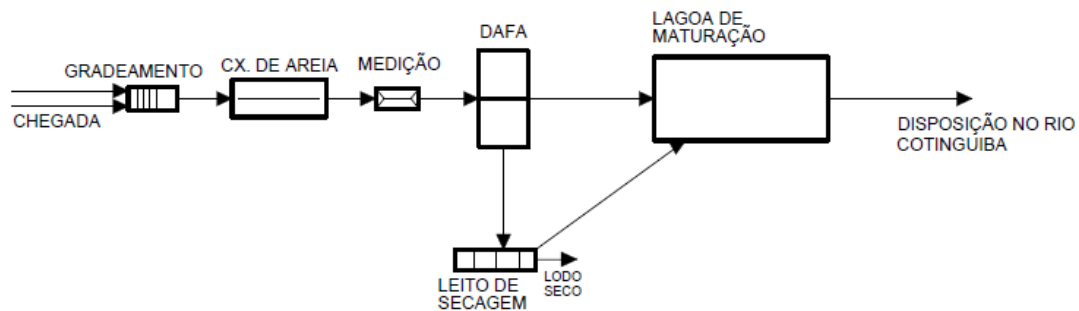 GRADEAMENTO
CHEGADA
CX. DE AREIA
MEDIÇÃO
DAFA
LAGOA DE
MATURAÇÃO
DISPOSIÇÃO NO RIO
COTINGUIBA
LEITO DE
SECAGEM
LODO
SECO